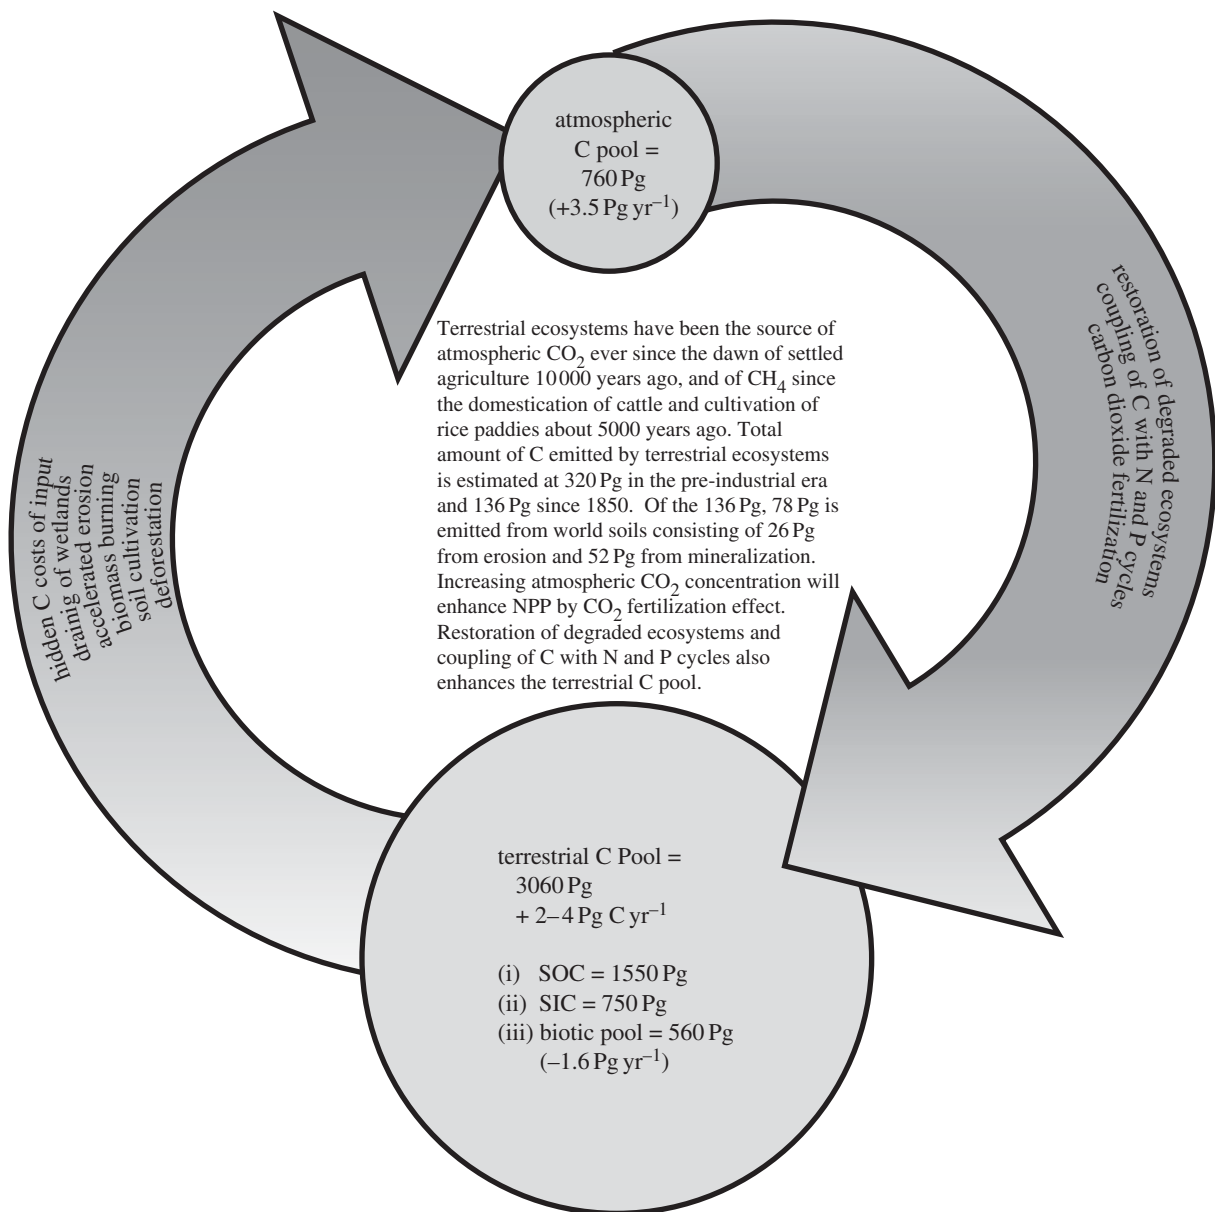 atmospheric
C pool =
760 Pg
(+3.5 Pg yr–1)
restoration of degraded ecosystems
coupling of C with N and P cycles
carbon dioxide fertilization
Terrestrial ecosystems have been the source of
atmospheric CO2 ever since the dawn of settled
agriculture 10 000 years ago, and of CH4 since
the domestication of cattle and cultivation of
rice paddies about 5000 years ago. Total
amount of C emitted by terrestrial ecosystems
is estimated at 320 Pg in the pre-industrial era
and 136 Pg since 1850. Of the 136 Pg, 78 Pg is
emitted from world soils consisting of 26 Pg
from erosion and 52 Pg from mineralization.
Increasing atmospheric CO2 concentration will
enhance NPP by CO2 fertilization effect.
Restoration of degraded ecosystems and
coupling of C with N and P cycles also
enhances the terrestrial C pool.
hidden C costs of input
drainig of wetlands
accelerated erosion
biomass burning
soil cultivation
deforestation
terrestrial C Pool =
3060 Pg
+ 2–4 Pg C yr–1
(i) SOC = 1550 Pg
(ii) SIC = 750 Pg
(iii) biotic pool = 560 Pg
(–1.6 Pg yr–1)